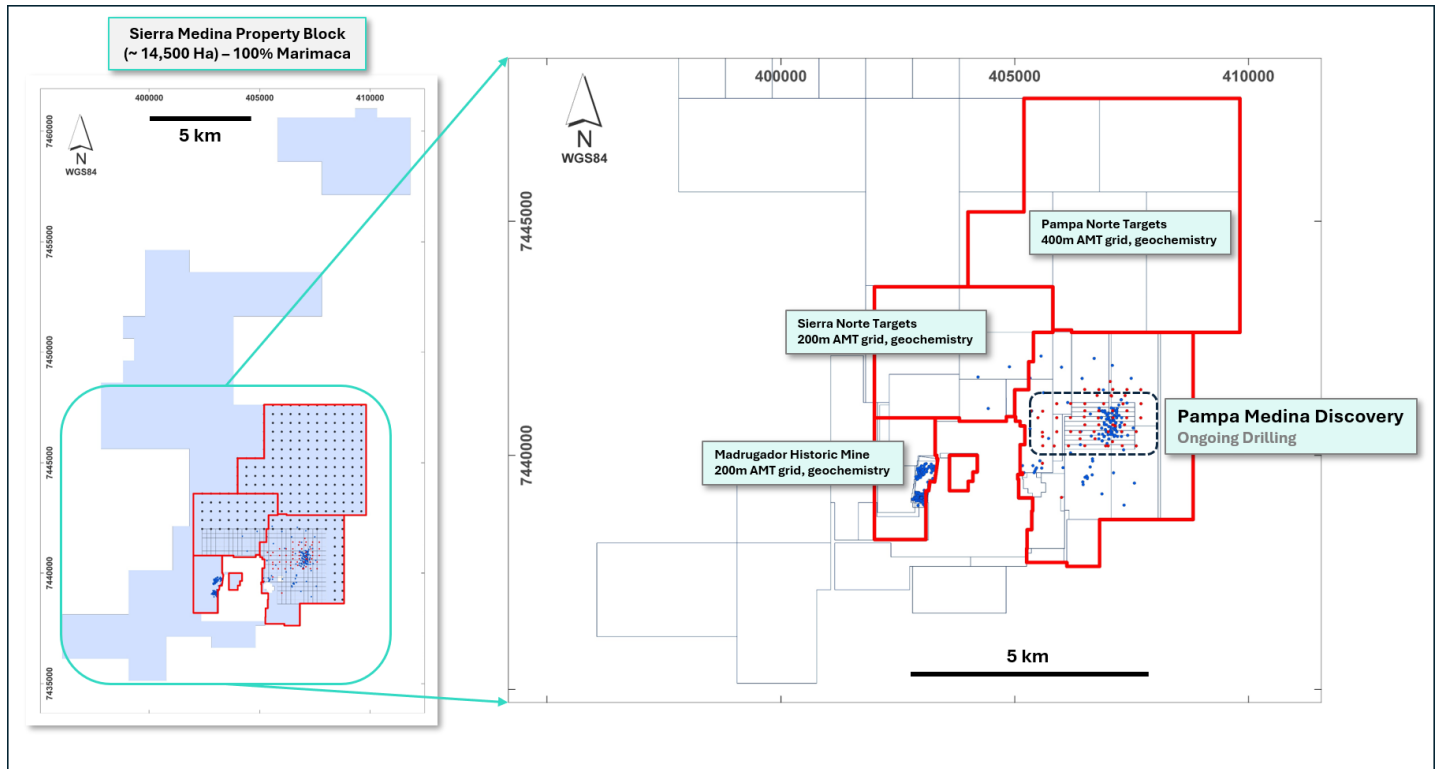 Sierra Medina Property Block
(~ 14,500 Ha) – 100% Marimaca
400000
405000
410000
5 km
N
WGS84
7460000
7455000
7450000
7445000
7440000
7435000
400000
405000
410000
N
WGS84
7445000
7440000
Pampa Norte Targets
400m AMT grid, geochemistry
Sierra Norte Targets
200m AMT grid, geochemistry
Madrugador Historic Mine
200m AMT grid, geochemistry
Pampa Medina Discovery
Ongoing Drilling
5 km